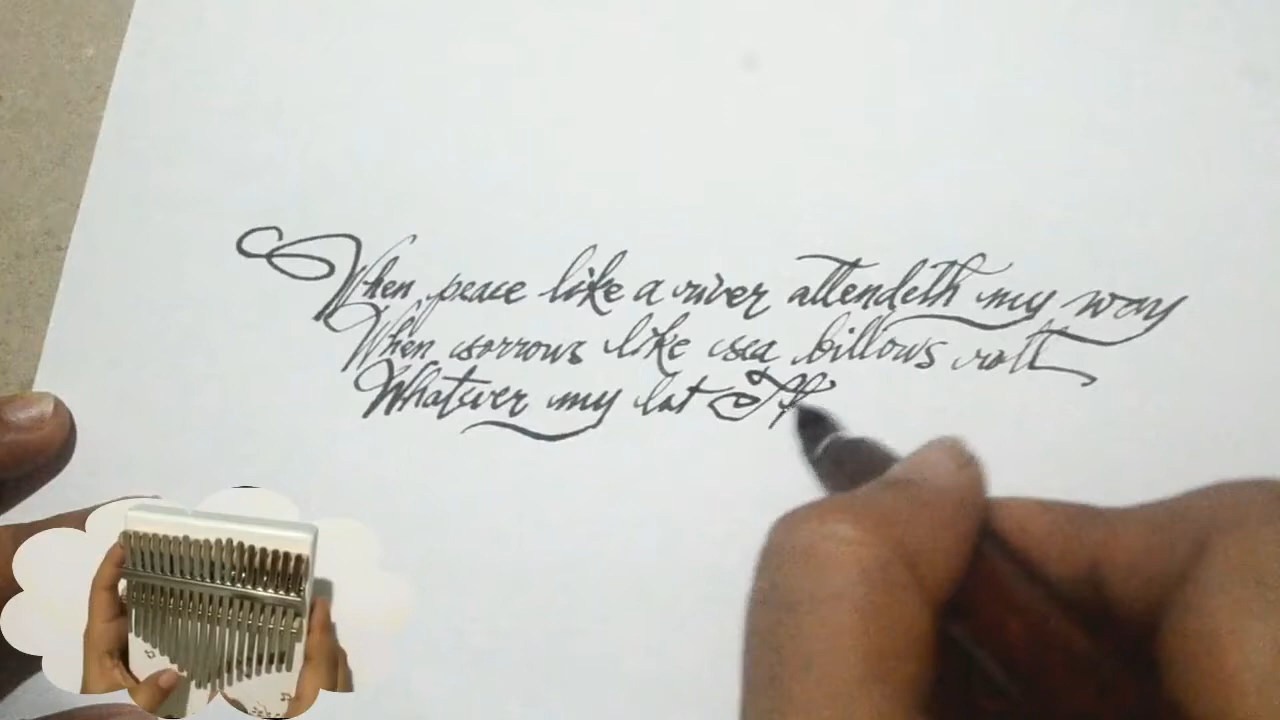 When peace like a river attendeth my way
When sorrows like sea billows roll
Whatever my lot